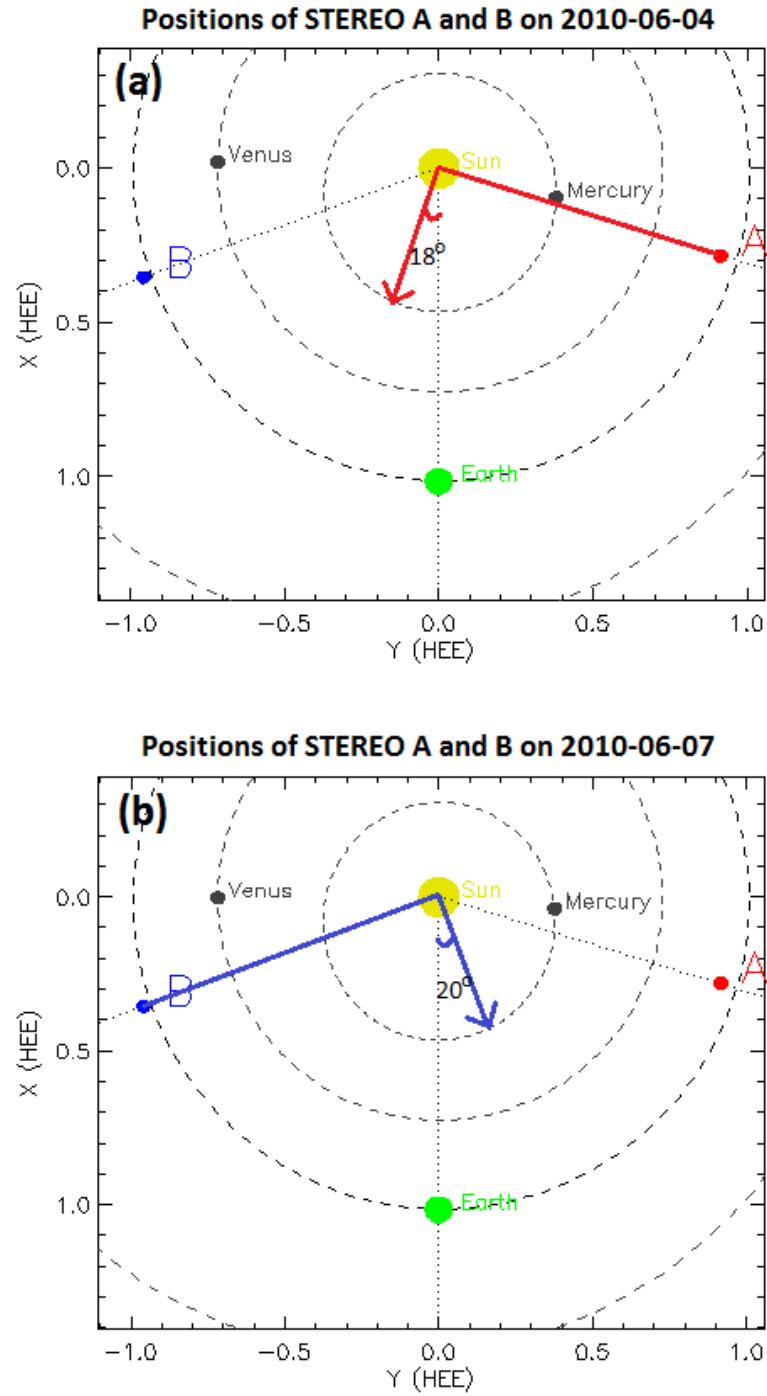 Positions of STEREO A and B on 2010-06-04
(a)
Venus
Sun
Mercury
B
A
18°
Earth
0.0
0.5
1.0
X (HEE)
−1.0 −0.5 0.0 0.5 1.0
Y (HEE)
Positions of STEREO A and B on 2010-06-07
(b)
Venus
Sun
Mercury
B
A
20°
Earth
0.0
0.5
1.0
X (HEE)
−1.0 −0.5 0.0 0.5 1.0
Y (HEE)